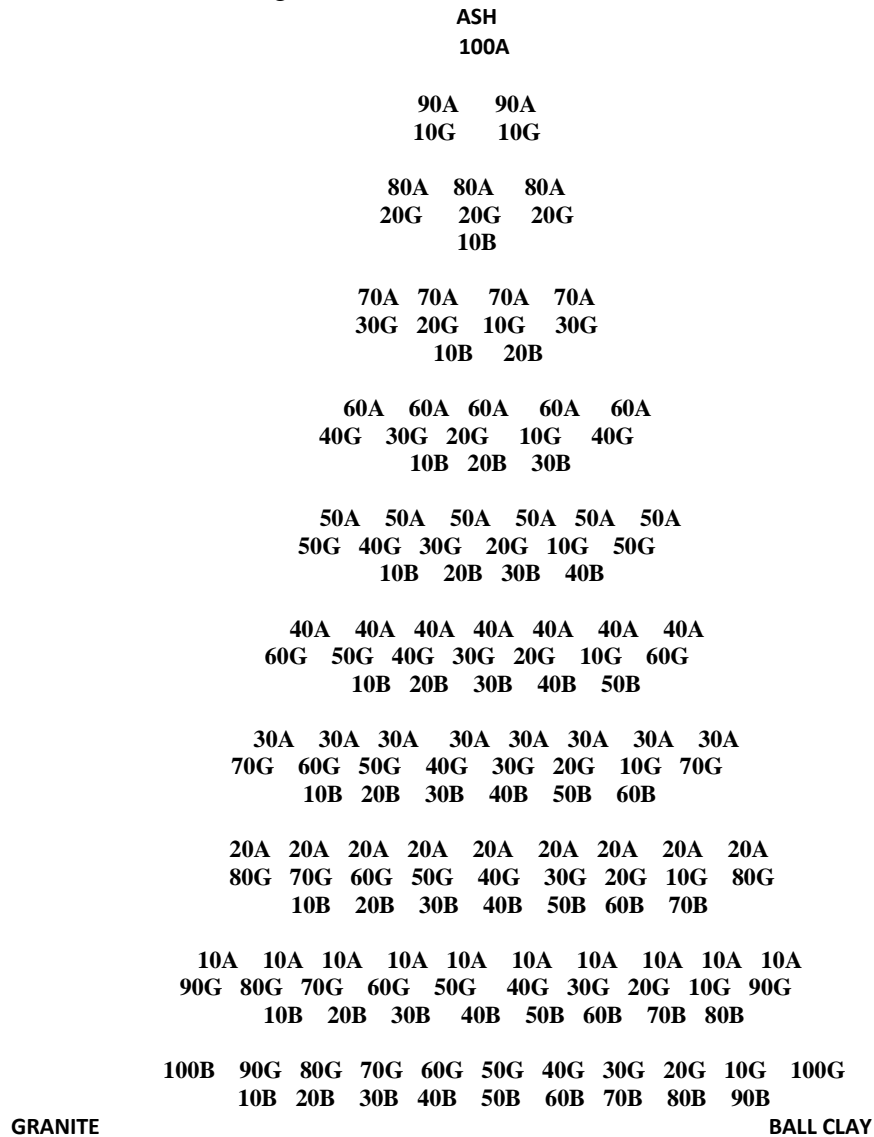 ASH
100A
90A 90A
10G 10G
80A 80A 80A
20G 20G 20G
10B
70A 70A 70A 70A
30G 20G 10G 30G
10B 20B
60A 60A 60A 60A 60A
40G 30G 20G 10G 40G
10B 20B 30B
50A 50A 50A 50A 50A 50A
50G 40G 30G 20G 10G 50G
10B 20B 30B 40B
40A 40A 40A 40A 40A 40A 40A
60G 50G 40G 30G 20G 10G 60G
10B 20B 30B 40B 50B
30A 30A 30A 30A 30A 30A 30A 30A
70G 60G 50G 40G 30G 20G 10G 70G
10B 20B 30B 40B 50B 60B
20A 20A 20A 20A 20A 20A 20A 20A 20A
80G 70G 60G 50G 40G 30G 20G 10G 80G
10B 20B 30B 40B 50B 60B 70B
10A 10A 10A 10A 10A 10A 10A 10A 10A 10A
90G 80G 70G 60G 50G 40G 30G 20G 10G 90G
10B 20B 30B 40B 50B 60B 70B 80B
100B 90G 80G 70G 60G 50G 40G 30G 20G 10G 100G
10B 20B 30B 40B 50B 60B 70B 80B 90B
GRANITE BALL CLAY